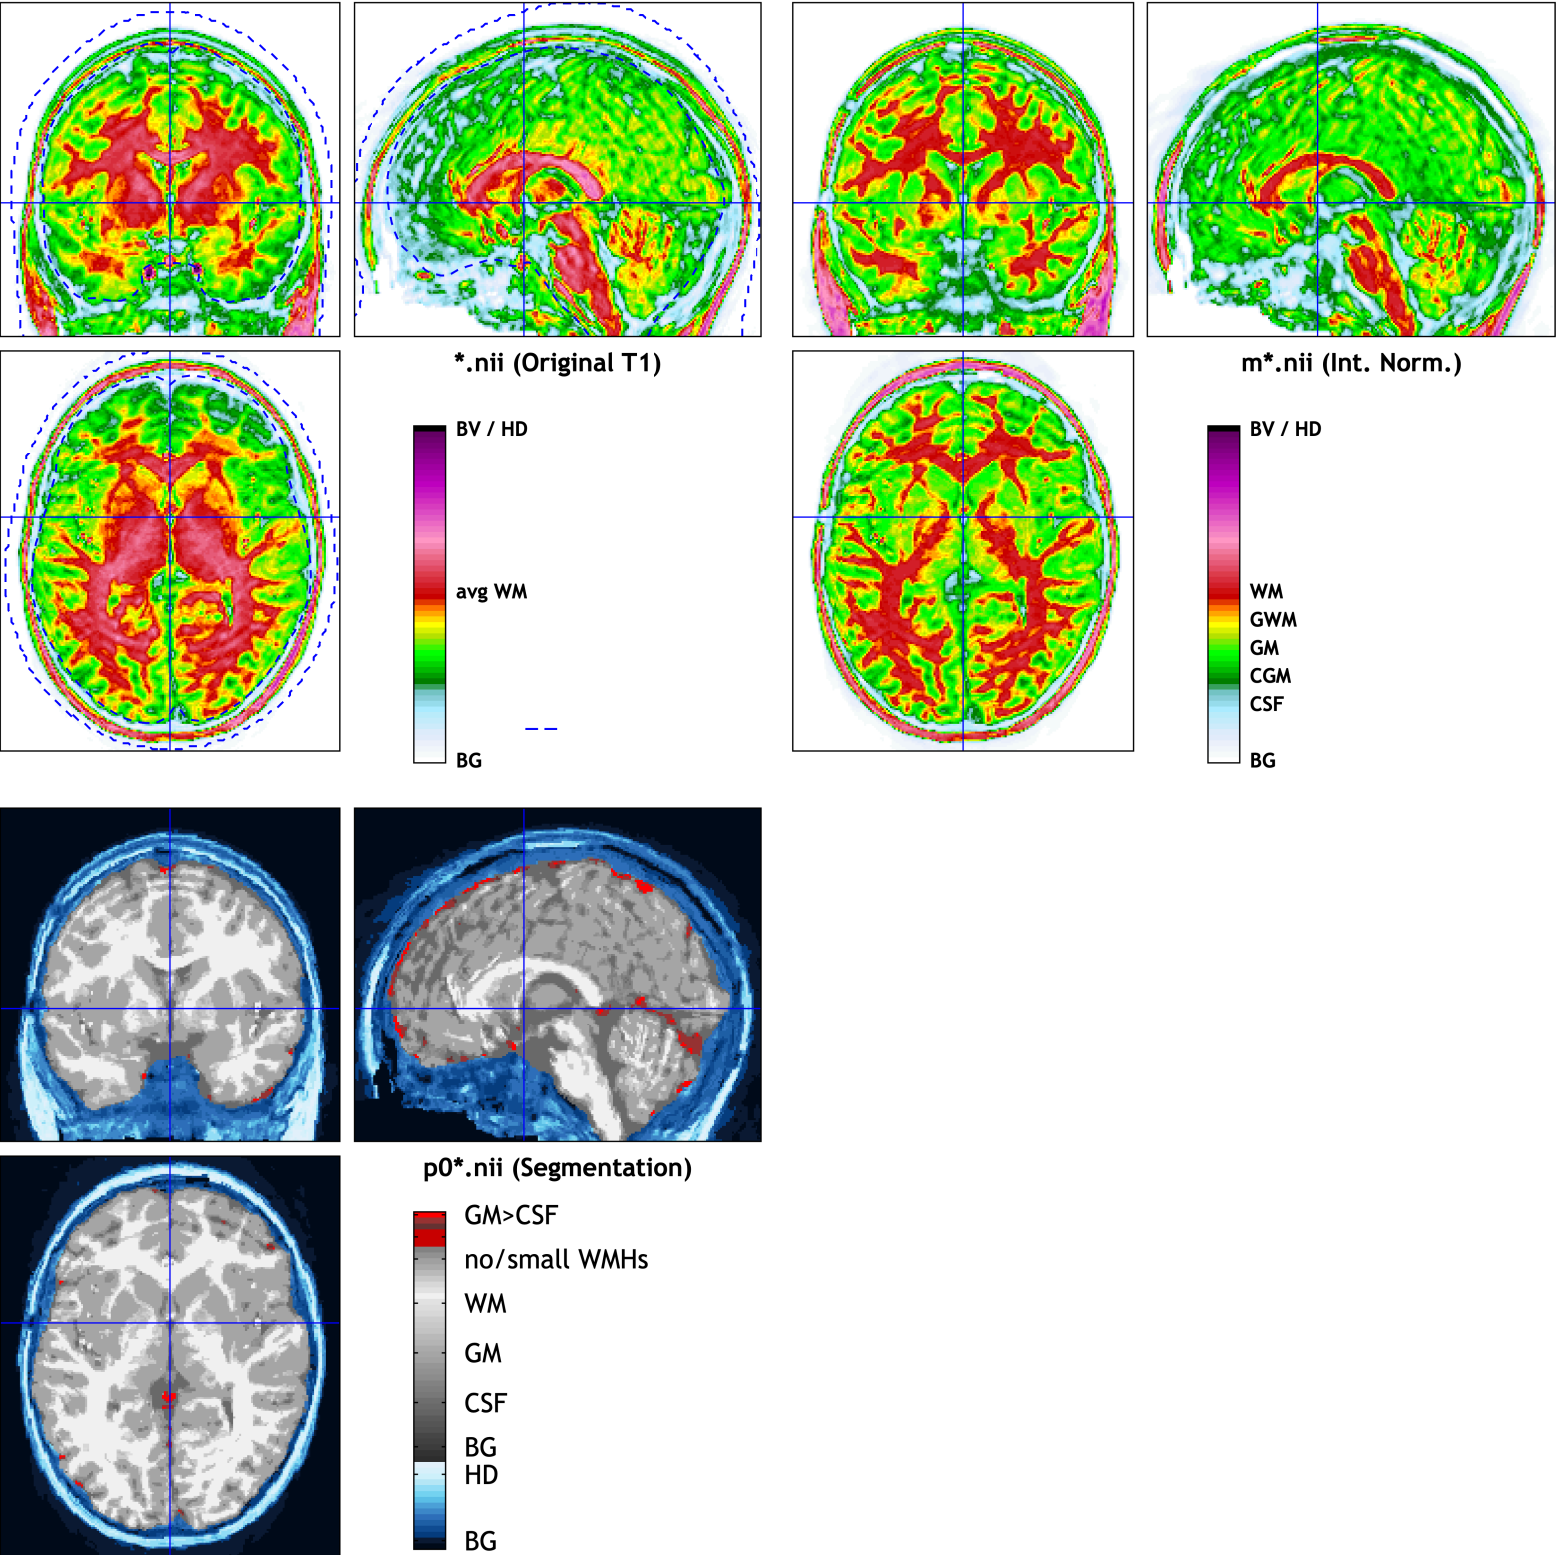 *.nii (Original T1)
BV / HD
avg WM
BG
m*.nii (Int. Norm.)
BV / HD
WM
GWM
GM
CGM
CSF
BG
p0*.nii (Segmentation)
GM>CSF
no/small WMHs
WM
GM
CSF
BG
HD
BG